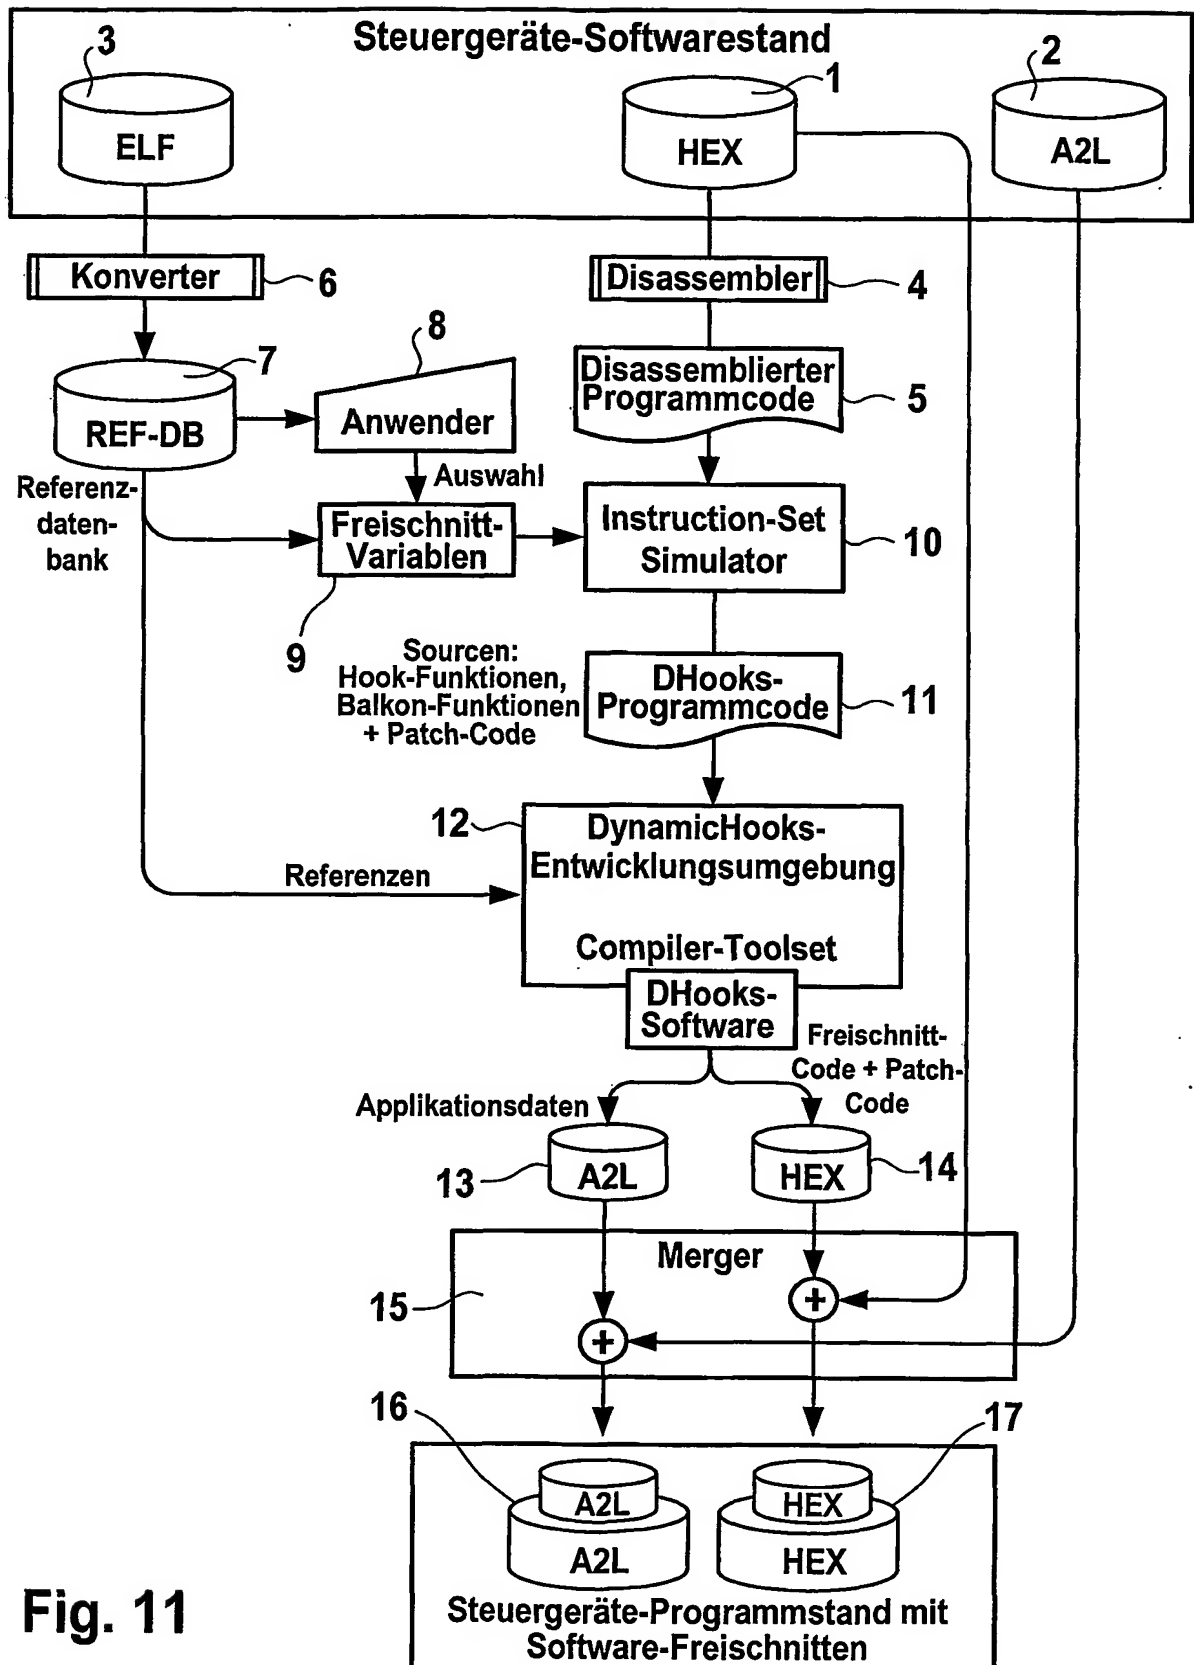 Steuergeräte-Softwarestand
3
1
2
ELF
HEX
A2L
Konverter
6
Disassembler
4
8
7
REF-DB
Anwender
Disassemblierter
Programmcode
5
Auswahl
Referenz-
daten-
bank
Freischnitt-
Variablen
9
Instruction-Set
Simulator
10
Sourcen:
Hook-Funktionen,
Balkon-Funktionen
+ Patch-Code
DHooks-
Programmcode
11
12
DynamicHooks-
Entwicklungsumgebung
Referenzen
Compiler-Toolset
DHooks-
Software
Freischnitt-
Code + Patch-
Code
Applikationsdaten
13
A2L
HEX
14
Merger
15
+
+
16
17
A2L
HEX
A2L
HEX
Steuergeräte-Programmstand mit
Software-Freischnitten
Fig. 11